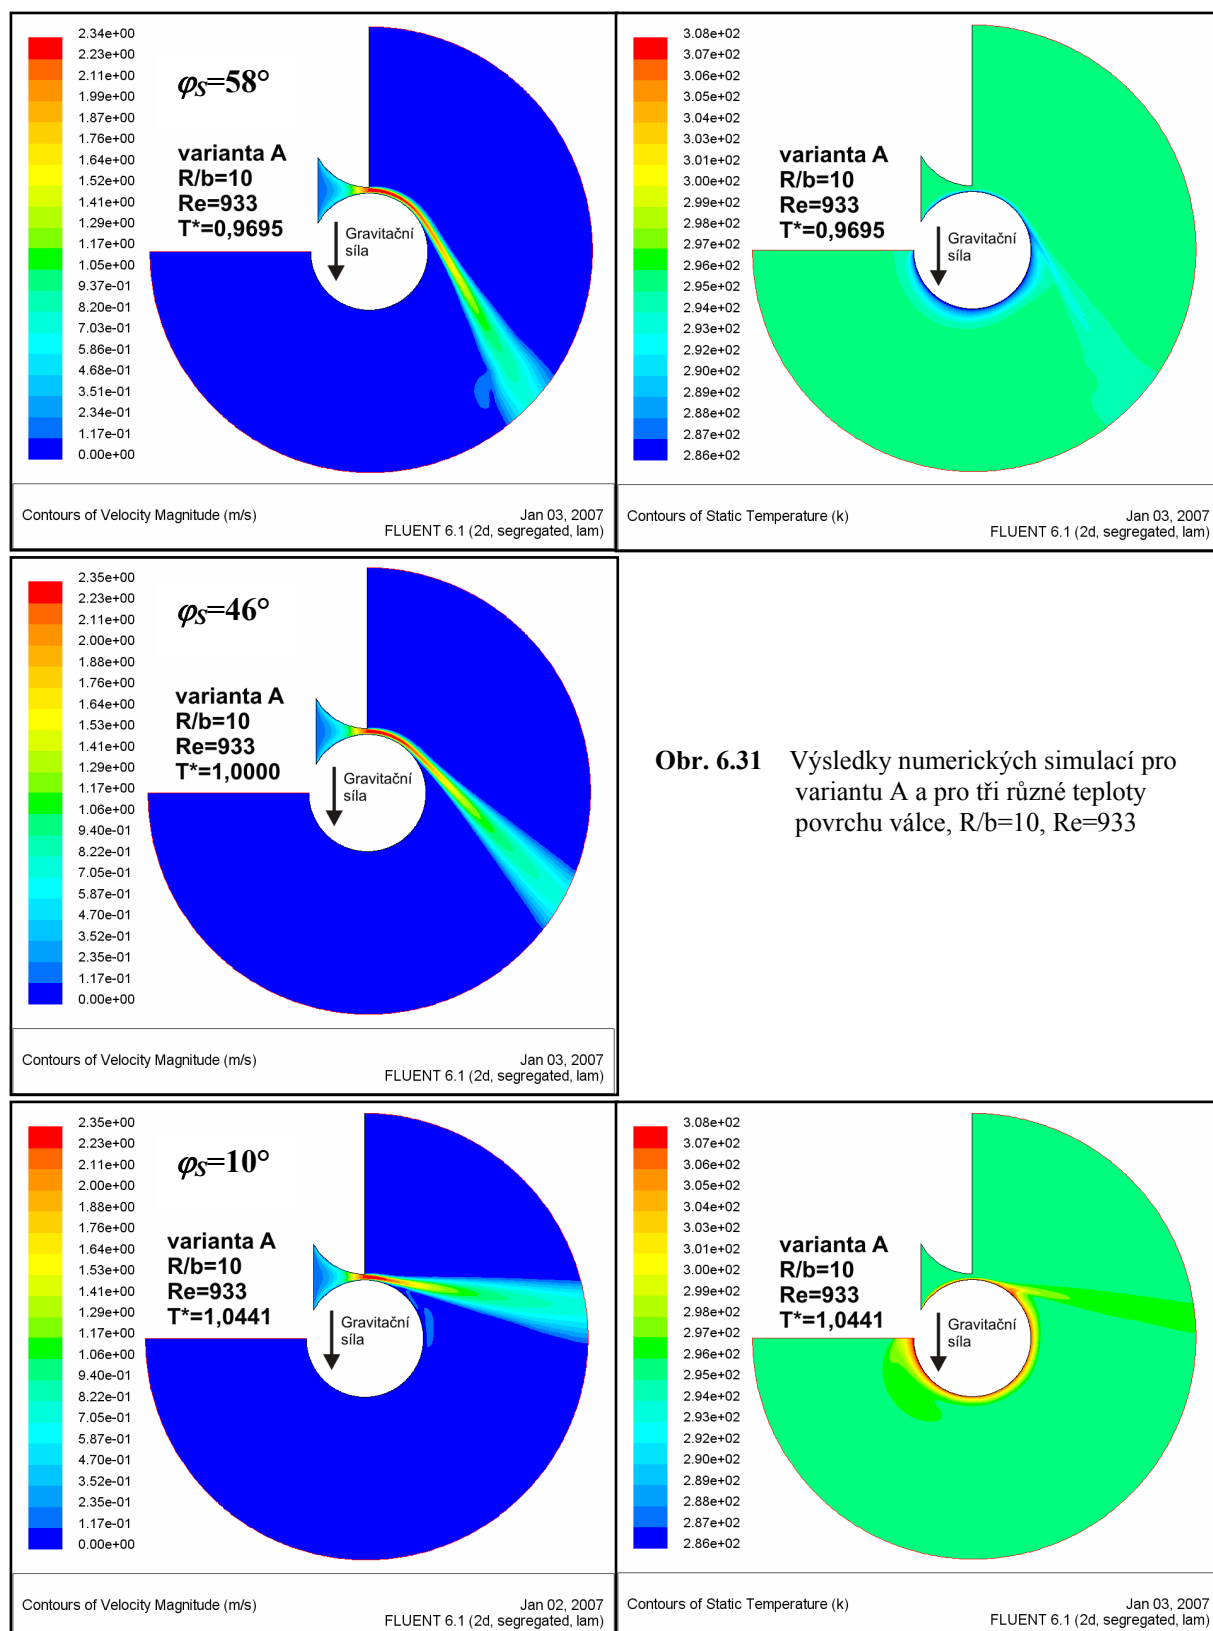 2.34e+00
2.23e+00
2.11e+00
1.99e+00
1.87e+00
1.76e+00
1.64e+00
1.52e+00
1.41e+00
1.29e+00
1.17e+00
1.05e+00
9.37e-01
8.20e-01
7.03e-01
5.86e-01
4.68e-01
3.51e-01
2.34e-01
1.17e-01
0.00e+00
φS=58°
varianta A
R/b=10
Re=933
T*=0,9695
Gravitační
síla
Contours of Velocity Magnitude (m/s)
Jan 03, 2007
FLUENT 6.1 (2d, segregated, lam)
3.08e+02
3.07e+02
3.06e+02
3.05e+02
3.04e+02
3.03e+02
3.01e+02
3.00e+02
2.99e+02
2.98e+02
2.97e+02
2.96e+02
2.95e+02
2.94e+02
2.93e+02
2.92e+02
2.90e+02
2.89e+02
2.88e+02
2.87e+02
2.86e+02
varianta A
R/b=10
Re=933
T*=0,9695
Gravitační
síla
Contours of Static Temperature (k)
Jan 03, 2007
FLUENT 6.1 (2d, segregated, lam)
2.35e+00
2.23e+00
2.11e+00
2.00e+00
1.88e+00
1.76e+00
1.64e+00
1.53e+00
1.41e+00
1.29e+00
1.17e+00
1.06e+00
9.40e-01
8.22e-01
7.05e-01
5.87e-01
4.70e-01
3.52e-01
2.35e-01
1.17e-01
0.00e+00
φS=46°
varianta A
R/b=10
Re=933
T*=1,0000
Gravitační
síla
Contours of Velocity Magnitude (m/s)
Jan 03, 2007
FLUENT 6.1 (2d, segregated, lam)
Obr. 6.31 Výsledky numerických simulací pro
variantu A a pro tři různé teploty
povrchu válce, R/b=10, Re=933
2.35e+00
2.23e+00
2.11e+00
2.00e+00
1.88e+00
1.76e+00
1.64e+00
1.53e+00
1.41e+00
1.29e+00
1.17e+00
1.06e+00
9.40e-01
8.22e-01
7.05e-01
5.87e-01
4.70e-01
3.52e-01
2.35e-01
1.17e-01
0.00e+00
φS=10°
varianta A
R/b=10
Re=933
T*=1,0441
Gravitační
síla
Contours of Velocity Magnitude (m/s)
Jan 02, 2007
FLUENT 6.1 (2d, segregated, lam)
3.08e+02
3.07e+02
3.06e+02
3.05e+02
3.04e+02
3.03e+02
3.01e+02
3.00e+02
2.99e+02
2.98e+02
2.97e+02
2.96e+02
2.95e+02
2.94e+02
2.93e+02
2.92e+02
2.90e+02
2.89e+02
2.88e+02
2.87e+02
2.86e+02
varianta A
R/b=10
Re=933
T*=1,0441
Gravitační
síla
Contours of Static Temperature (k)
Jan 03, 2007
FLUENT 6.1 (2d, segregated, lam)